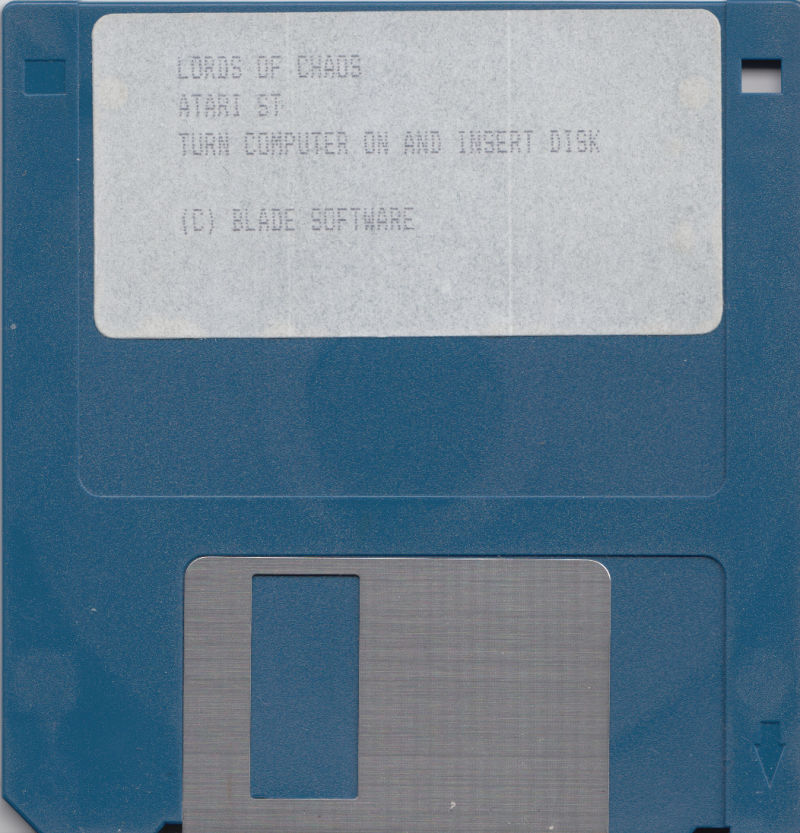 LORDS OF CHAOS
ATARI ST
TURN COMPUTER ON AND INSERT DISK
(C) BLADE SOFTWARE